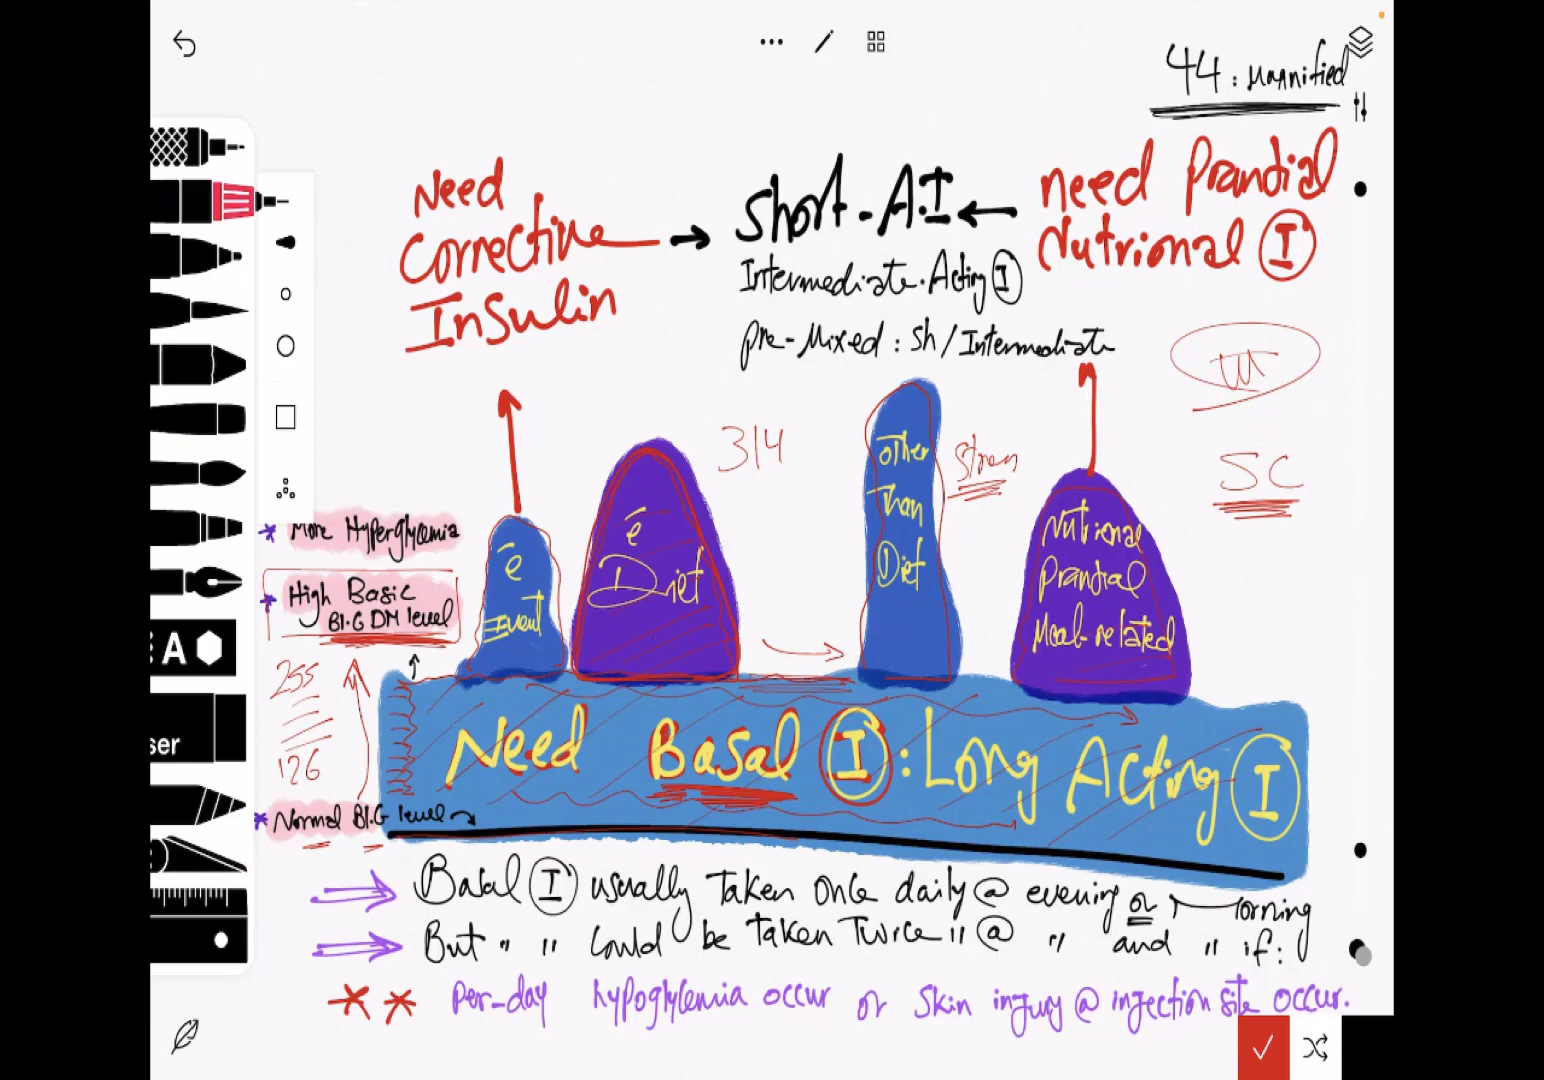 44 : Magnified
Need
Corrective
Insulin
Short-A.I
Intermediate.Acting I
pre-Mixed : Sh/Intermediate
need Prandial
Nutrional I
314
Stress
SC
other
Than
Diet
Nutrional
Prandial
Meal-related
ē
Event
ē
Diet
More Hyperglycemia
High Basic
Bl.G DM level
255
126
Normal Bl.G level
A
ser
Need Basal I : Long Acting I
Basal I usually Taken Once daily @ evening or morning
But " " Could be Taken Twice " @ " and " if :
Per-day hypoglycemia occur or skin injury @ injection site occur.